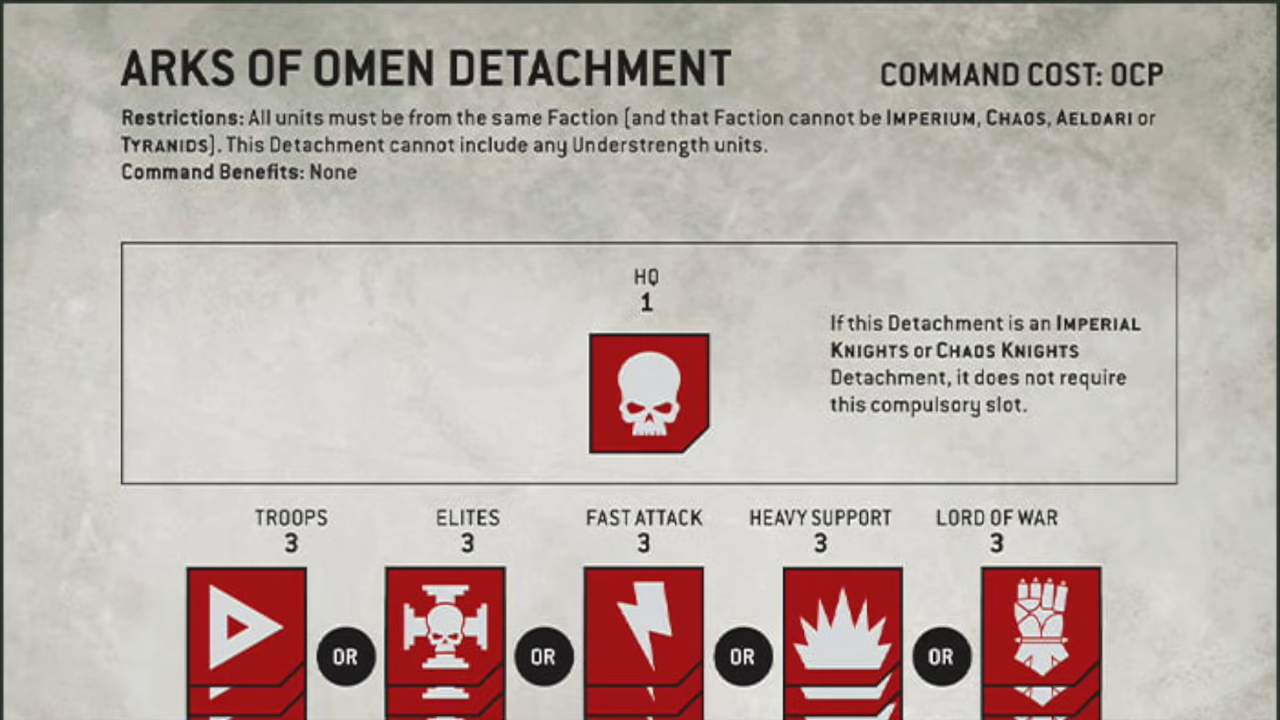 ARKS OF OMEN DETACHMENT
COMMAND COST: 0CP
Restrictions: All units must be from the same Faction (and that Faction cannot be IMPERIUM, CHAOS, AELDARI or
TYRANIDS). This Detachment cannot include any Understrength units.
Command Benefits: None
HQ
1
If this Detachment is an IMPERIAL
KNIGHTS or CHAOS KNIGHTS
Detachment, it does not require
this compulsory slot.
TROOPS ELITES FAST ATTACK HEAVY SUPPORT LORD OF WAR
3 3 3 3 3
OR OR OR OR